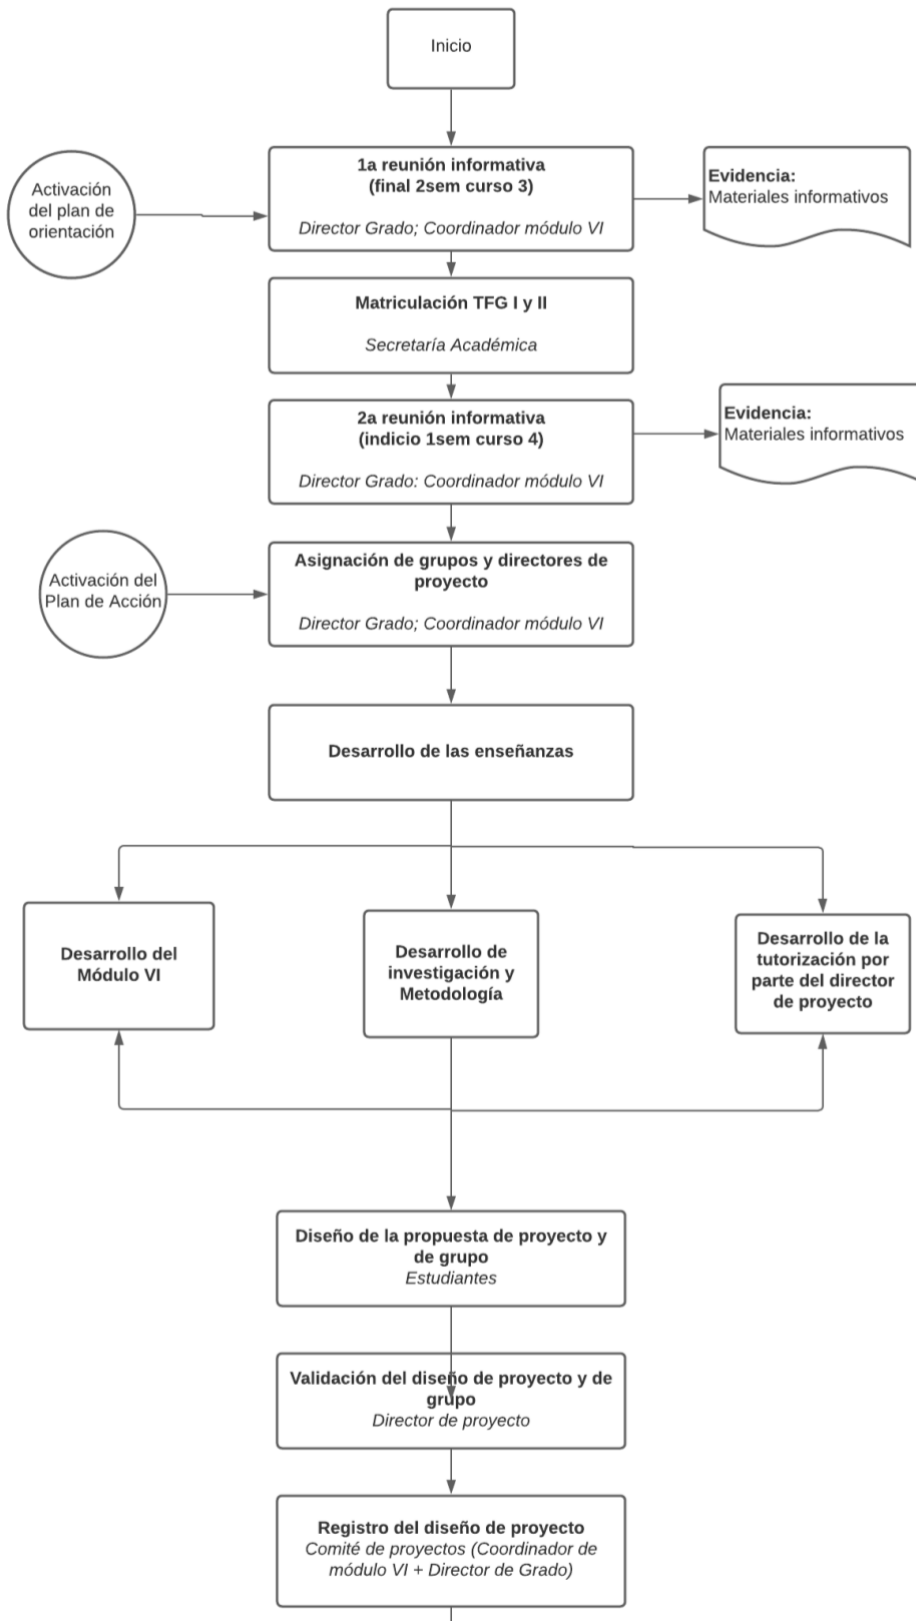 Inicio
Activación
del plan de
orientación
1a reunión informativa
(final 2sem curso 3)
Director Grado; Coordinador módulo VI
Evidencia:
Materiales informativos
Matriculación TFG I y II
Secretaría Académica
2a reunión informativa
(indicio 1sem curso 4)
Director Grado: Coordinador módulo VI
Evidencia:
Materiales informativos
Activación del
Plan de Acción
Asignación de grupos y directores de
proyecto
Director Grado; Coordinador módulo VI
Desarrollo de las enseñanzas
Desarrollo del
Módulo VI
Desarrollo de
investigación y
Metodología
Desarrollo de la
tutorización por
parte del director
de proyecto
Diseño de la propuesta de proyecto y
de grupo
Estudiantes
Validación del diseño de proyecto y de
grupo
Director de proyecto
Registro del diseño de proyecto
Comité de proyectos (Coordinador de
módulo VI + Director de Grado)